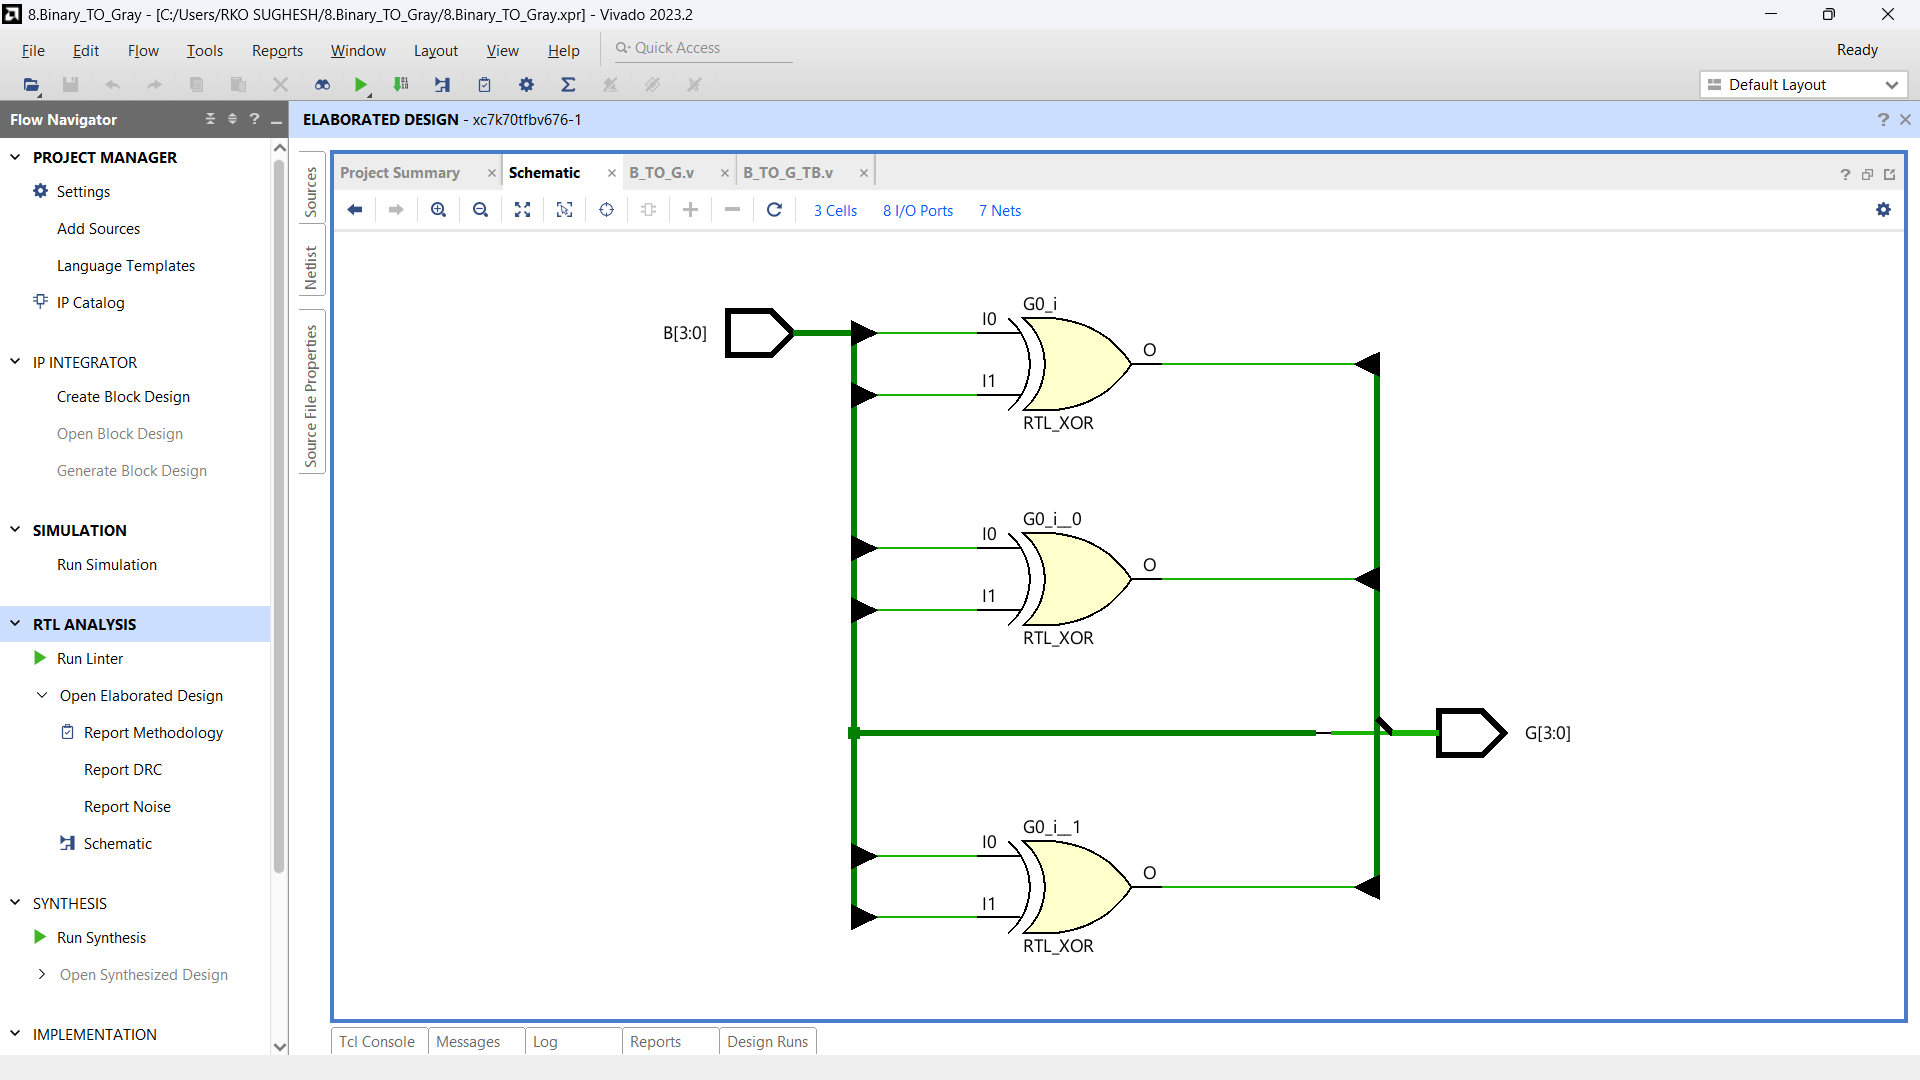 8.Binary_TO_Gray - [C:/Users/RKO SUGHESH/8.Binary_TO_Gray/8.Binary_TO_Gray.xpr] - Vivado 2023.2
File Edit Flow Tools Reports Window Layout View Help Quick Access
Ready
Default Layout
Flow Navigator
PROJECT MANAGER
Settings
Add Sources
Language Templates
IP Catalog
IP INTEGRATOR
Create Block Design
Open Block Design
Generate Block Design
SIMULATION
Run Simulation
RTL ANALYSIS
Run Linter
Open Elaborated Design
Report Methodology
Report DRC
Report Noise
Schematic
SYNTHESIS
Run Synthesis
Open Synthesized Design
IMPLEMENTATION
ELABORATED DESIGN - xc7k70tfbv676-1
Sources
Netlist
Source File Properties
Project Summary Schematic B_TO_G.v B_TO_G_TB.v
3 Cells 8 I/O Ports 7 Nets
B[3:0]
G0_i
I0
I1
O
RTL_XOR
G0_i__0
I0
I1
O
RTL_XOR
G[3:0]
G0_i__1
I0
I1
O
RTL_XOR
Tcl Console Messages Log Reports Design Runs